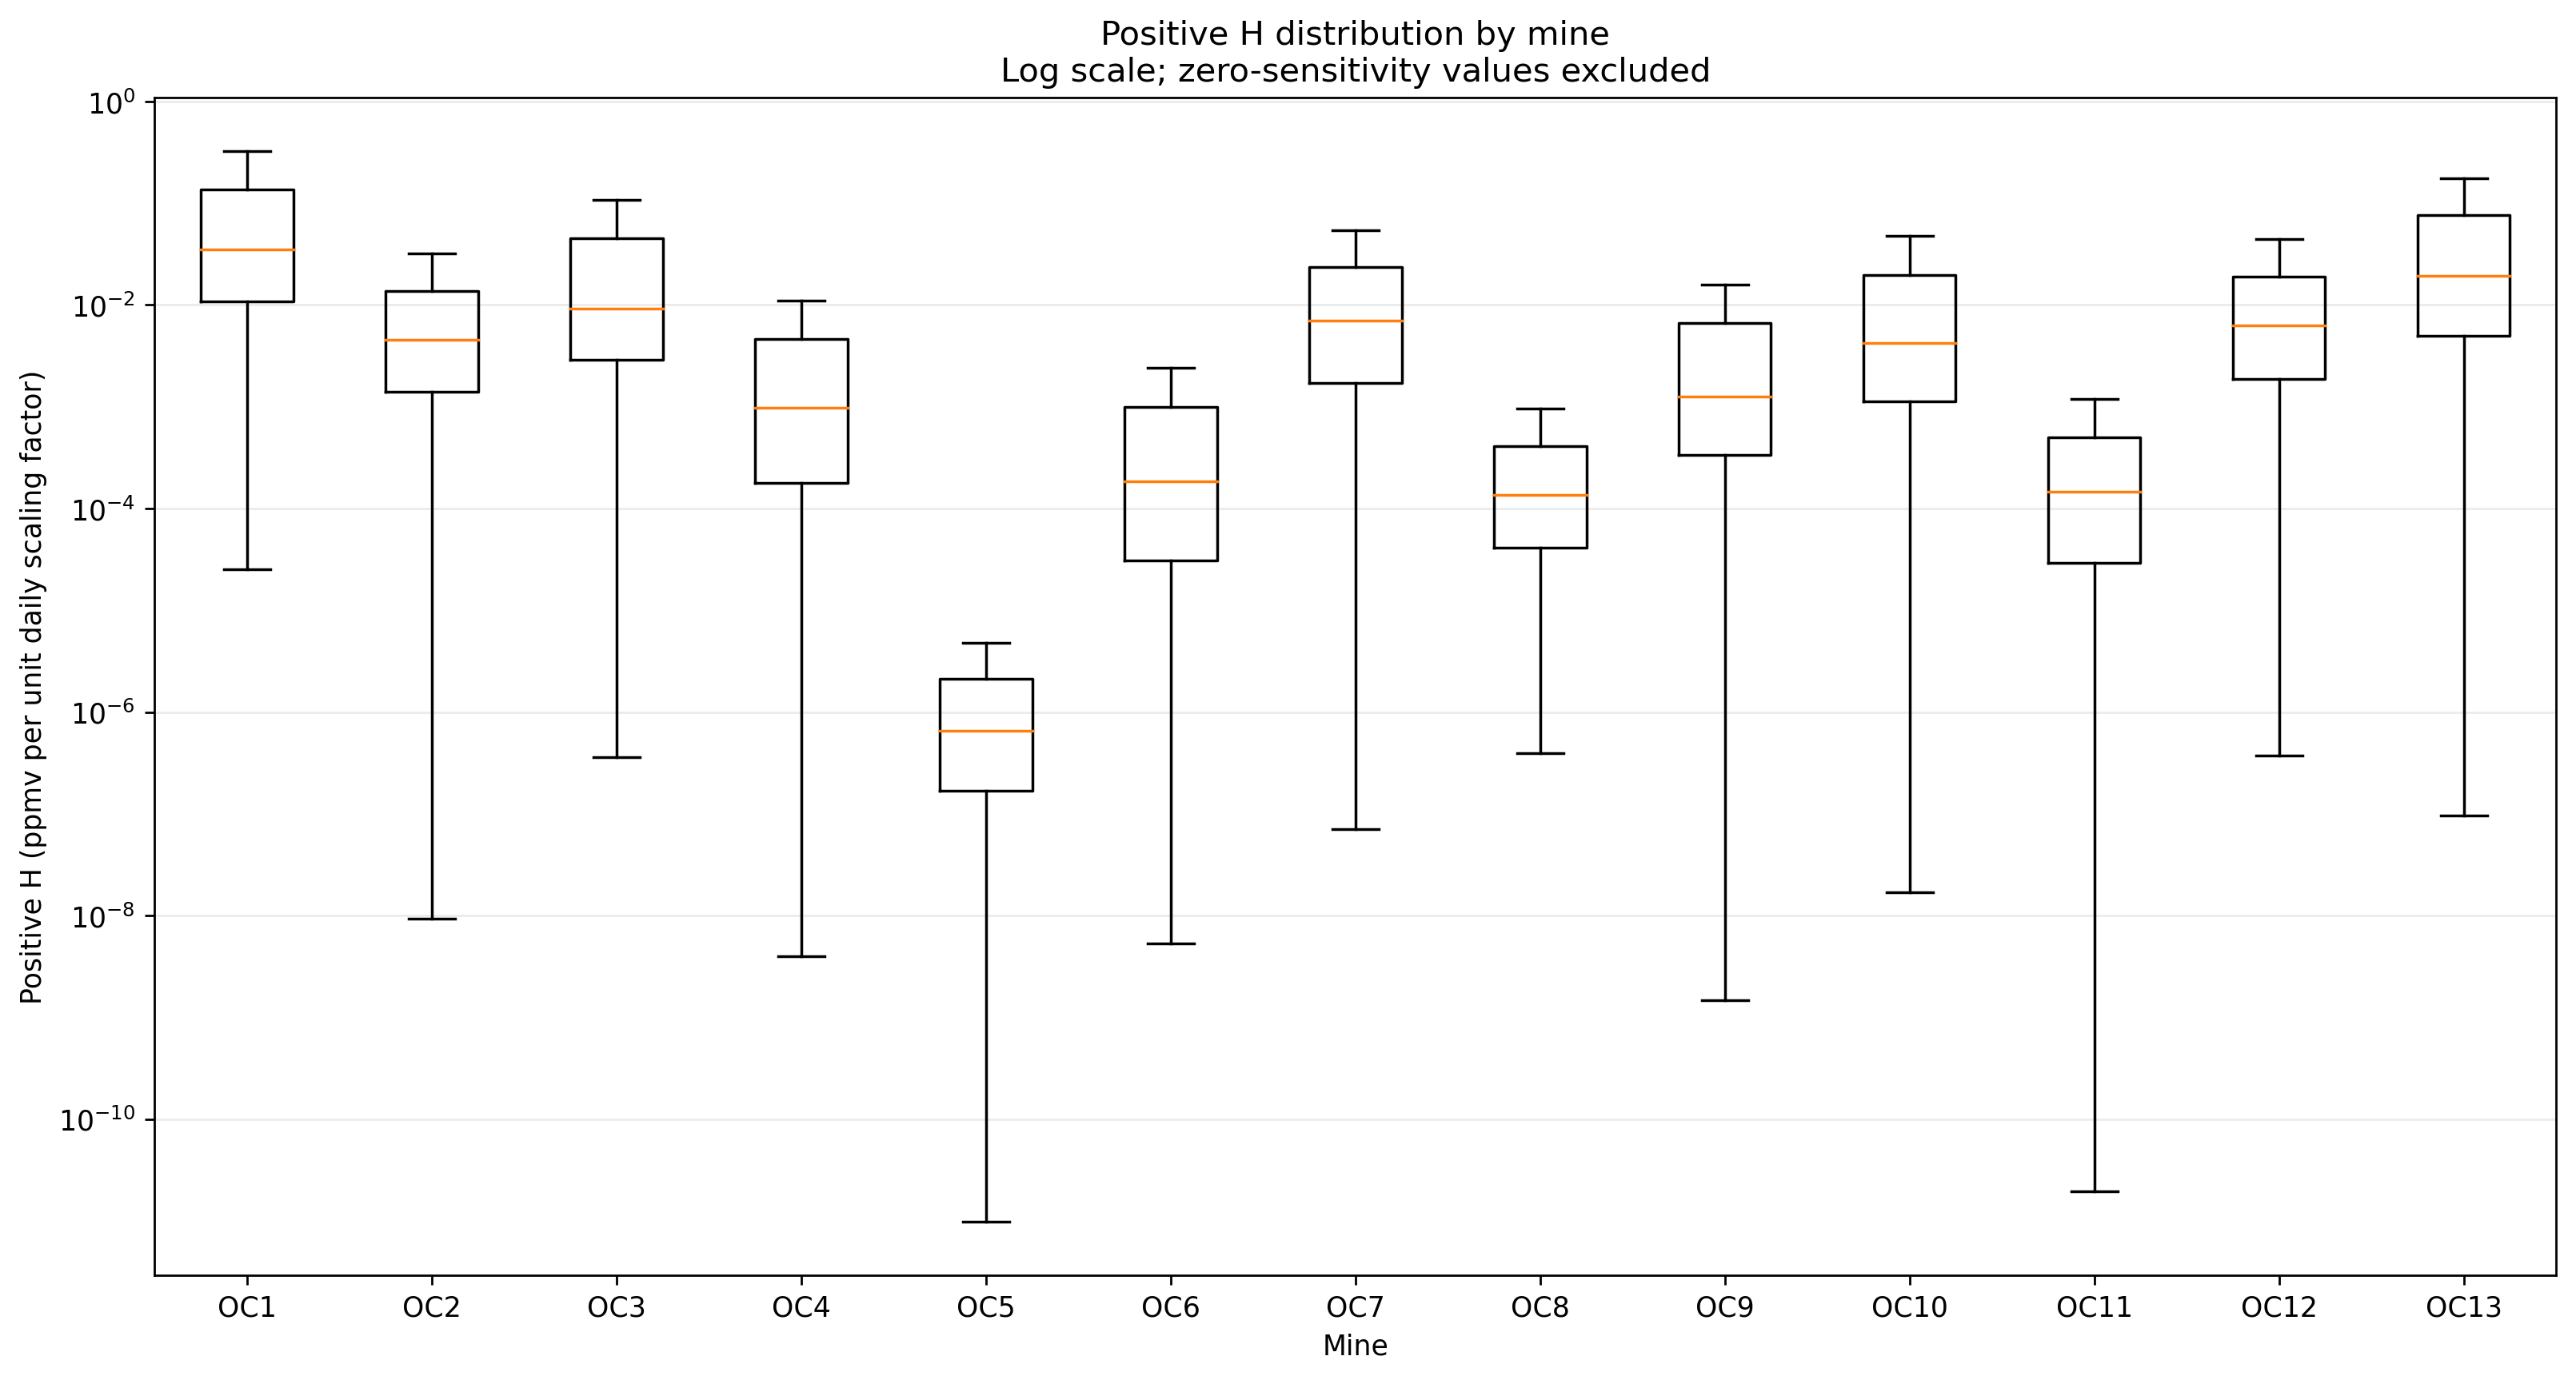 Positive H distribution by mine
Log scale; zero-sensitivity values excluded
Positive H (ppmv per unit daily scaling factor)
10⁰
10⁻²
10⁻⁴
10⁻⁶
10⁻⁸
10⁻¹⁰
OC1 OC2 OC3 OC4 OC5 OC6 OC7 OC8 OC9 OC10 OC11 OC12 OC13
Mine